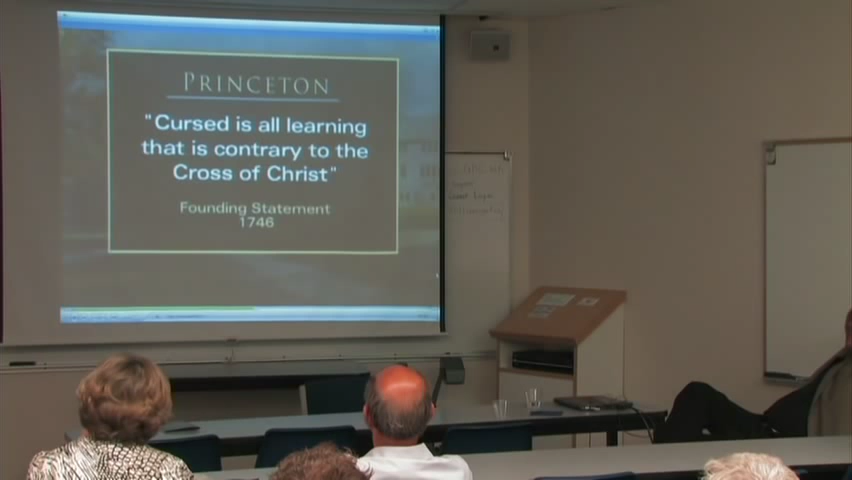 PRINCETON
"Cursed is all learning
that is contrary to the
Cross of Christ"
Founding Statement
1746